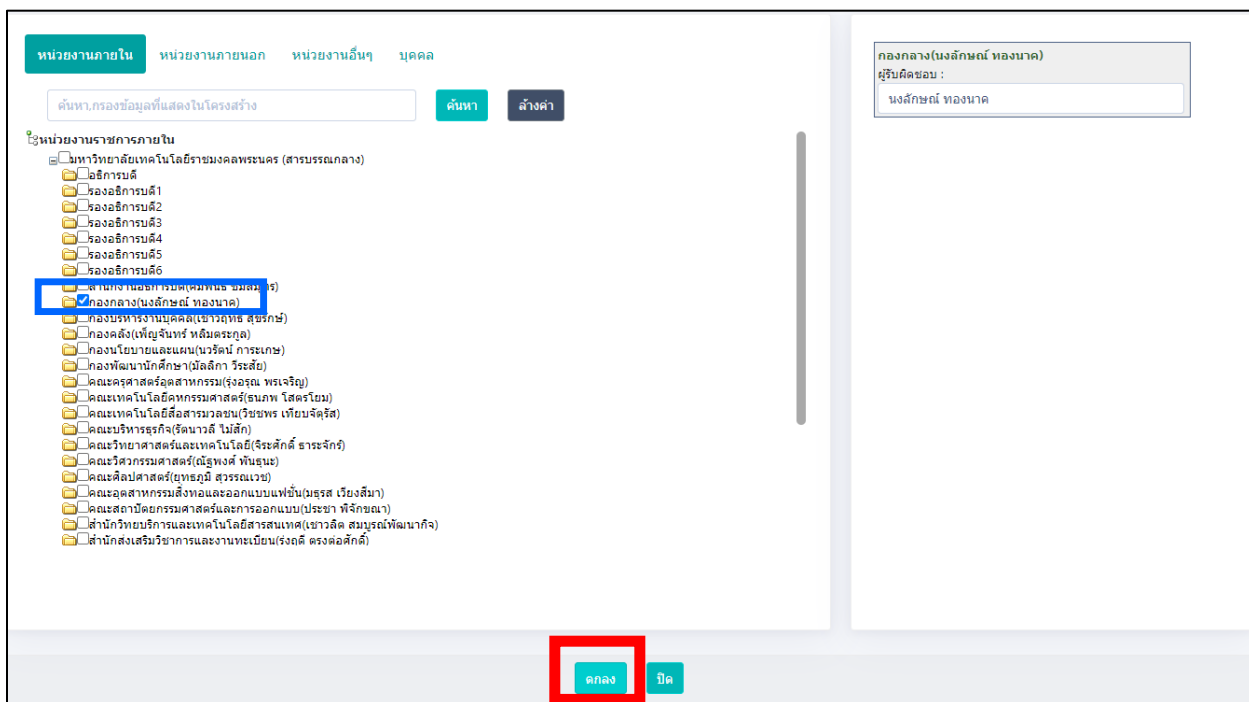 หน่วยงานภายใน หน่วยงานภายนอก หน่วยงานอื่นๆ บุคคล
ค้นหา,กรองข้อมูลที่แสดงในโครงสร้าง ค้นหา ล้างค่า
หน่วยงานราชการภายใน
มหาวิทยาลัยเทคโนโลยีราชมงคลพระนคร (สารบรรณกลาง)
อธิการบดี
รองอธิการบดี1
รองอธิการบดี2
รองอธิการบดี3
รองอธิการบดี4
รองอธิการบดี5
รองอธิการบดี6
กองกลาง(นงลักษณ์ ทองนาค)
กองบริหารงานบุคคล(เชาวฤทธิ์ สุขรักษ์)
กองคลัง(เพ็ญจันทร์ หลิมตระกูล)
กองนโยบายและแผน(นวรัตน์ การะเกษ)
กองพัฒนานักศึกษา(มัลลิกา วีระสัย)
คณะครุศาสตร์อุตสาหกรรม(รุ่งอรุณ พรเจริญ)
คณะเทคโนโลยีคหกรรมศาสตร์(ธนภพ โสตรโยม)
คณะเทคโนโลยีสื่อสารมวลชน(วิชชพร เทียบจัตุรัส)
คณะบริหารธุรกิจ(รัตนาวลี ไม้สัก)
คณะวิทยาศาสตร์และเทคโนโลยี(จิระศักดิ์ ธาระจักร์)
คณะวิศวกรรมศาสตร์(ณัฐพงศ์ พันธุนะ)
คณะศิลปศาสตร์(ยุทธภูมิ สุวรรณเวช)
คณะอุตสาหกรรมสิ่งทอและออกแบบแฟชั่น(มธุรส เวียงสีมา)
คณะสถาปัตยกรรมศาสตร์และการออกแบบ(ประชา พิจักขณา)
สำนักวิทยบริการและเทคโนโลยีสารสนเทศ(เชาวลิต สมบูรณ์พัฒนากิจ)
สำนักส่งเสริมวิชาการและงานทะเบียน(รุ่งฤดี ตรงต่อศักดิ์)
กองกลาง(นงลักษณ์ ทองนาค)
ผู้รับผิดชอบ :
นงลักษณ์ ทองนาค
ตกลง ปิด